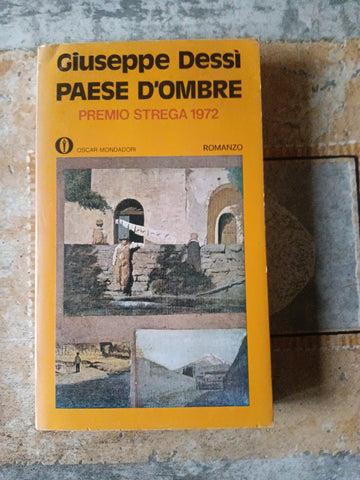 Giuseppe Dessì
PAESE D'OMBRE
PREMIO STREGA 1972
OSCAR MONDADORI
ROMANZO